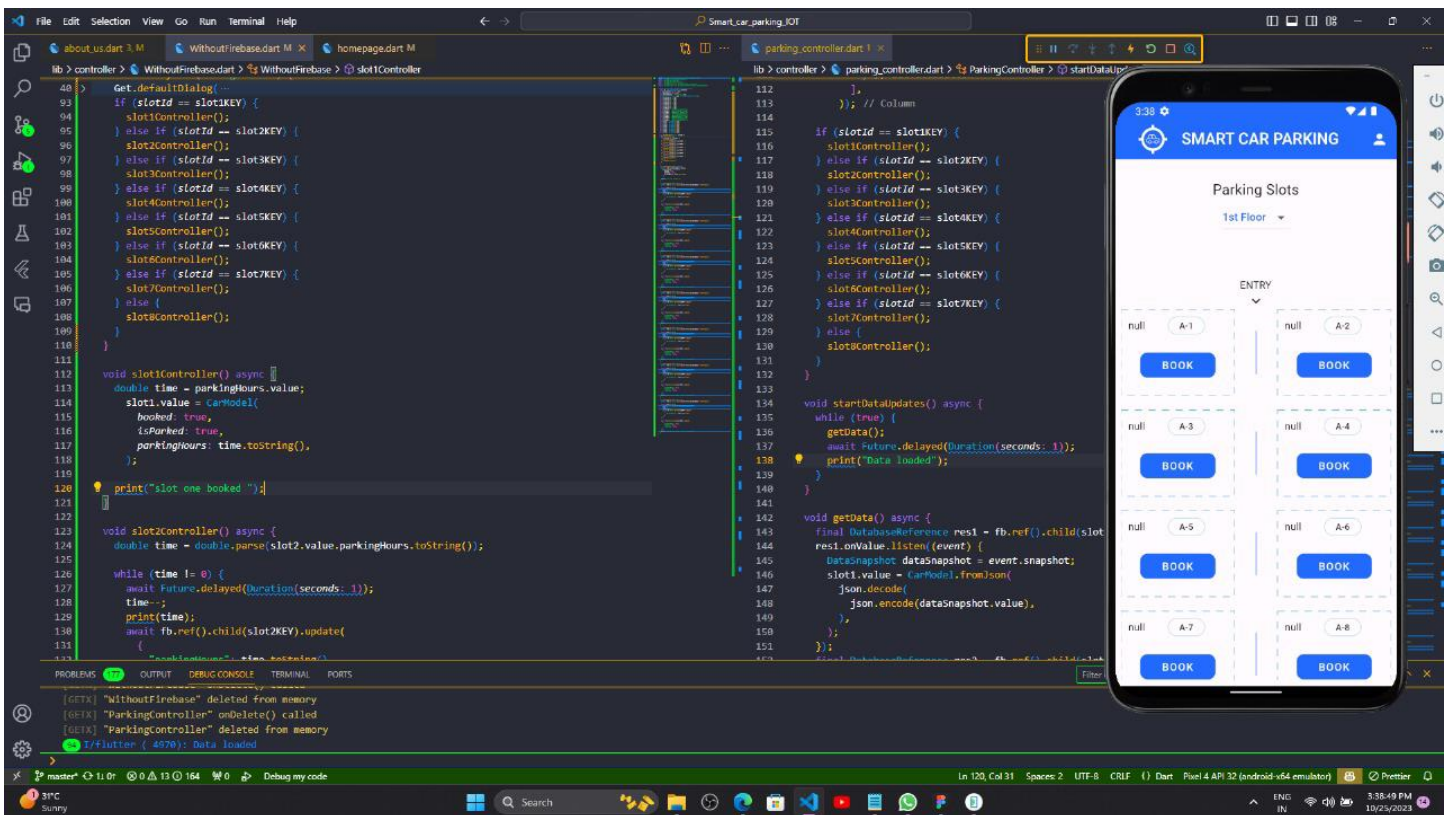 File Edit Selection View Go Run Terminal Help
Smart_car_parking_IOT
about_us.dart 3, M
WithoutFirebase.dart M
homepage.dart M
parking_controller.dart 1
lib > controller > WithoutFirebase.dart > WithoutFirebase > slot1Controller
40 Get.defaultDialog(…
93 if (slotId == slot1KEY) {
94 slot1Controller();
95 } else if (slotId == slot2KEY) {
96 slot2Controller();
97 } else if (slotId == slot3KEY) {
98 slot3Controller();
99 } else if (slotId == slot4KEY) {
100 slot4Controller();
101 } else if (slotId == slot5KEY) {
102 slot5Controller();
103 } else if (slotId == slot6KEY) {
104 slot6Controller();
105 } else if (slotId == slot7KEY) {
106 slot7Controller();
107 } else {
108 slot8Controller();
109 }
110 }
111
112 void slot1Controller() async {
113 double time = parkingHours.value;
114 slot1.value = CarModel(
115 booked: true,
116 isParked: true,
117 parkingHours: time.toString(),
118 );
119
120 print("slot one booked ");
121 }
122
123 void slot2Controller() async {
124 double time = double.parse(slot2.value.parkingHours.toString());
125
126 while (time != 0) {
127 await Future.delayed(Duration(seconds: 1));
128 time--;
129 print(time);
130 await fb.ref().child(slot2KEY).update(
131 {
lib > controller > parking_controller.dart > ParkingController > startDataUpd
112 ],
113 )); // Column
114
115 if (slotId == slot1KEY) {
116 slot1Controller();
117 } else if (slotId == slot2KEY) {
118 slot2Controller();
119 } else if (slotId == slot3KEY) {
120 slot3Controller();
121 } else if (slotId == slot4KEY) {
122 slot4Controller();
123 } else if (slotId == slot5KEY) {
124 slot5Controller();
125 } else if (slotId == slot6KEY) {
126 slot6Controller();
127 } else if (slotId == slot7KEY) {
128 slot7Controller();
129 } else {
130 slot8Controller();
131 }
132 }
133
134 void startDataUpdates() async {
135 while (true) {
136 getData();
137 await Future.delayed(Duration(seconds: 1));
138 print("Data loaded");
139 }
140 }
141
142 void getData() async {
143 final DatabaseReference res1 = fb.ref().child(slot
144 res1.onValue.listen((event) {
145 DataSnapshot dataSnapshot = event.snapshot;
146 slot1.value = CarModel.fromJson(
147 json.decode(
148 json.encode(dataSnapshot.value),
149 ),
150 );
151 });
3:38
SMART CAR PARKING
Parking Slots
1st Floor
ENTRY
null A-1 null A-2
BOOK BOOK
null A-3 null A-4
BOOK BOOK
null A-5 null A-6
BOOK BOOK
null A-7 null A-8
BOOK BOOK
PROBLEMS 177 OUTPUT DEBUG CONSOLE TERMINAL PORTS
Filter
[GETX] "WithoutFirebase" deleted from memory
[GETX] "ParkingController" onDelete() called
[GETX] "ParkingController" deleted from memory
94 I/flutter ( 4970): Data loaded
master* 1↓ 0↑ 0 13 164 0 Debug my code
Ln 120, Col 31 Spaces: 2 UTF-8 CRLF {} Dart Pixel 4 API 32 (android-x64 emulator) Prettier
31°C
Sunny
Search
ENG
IN
3:38:49 PM
10/25/2023